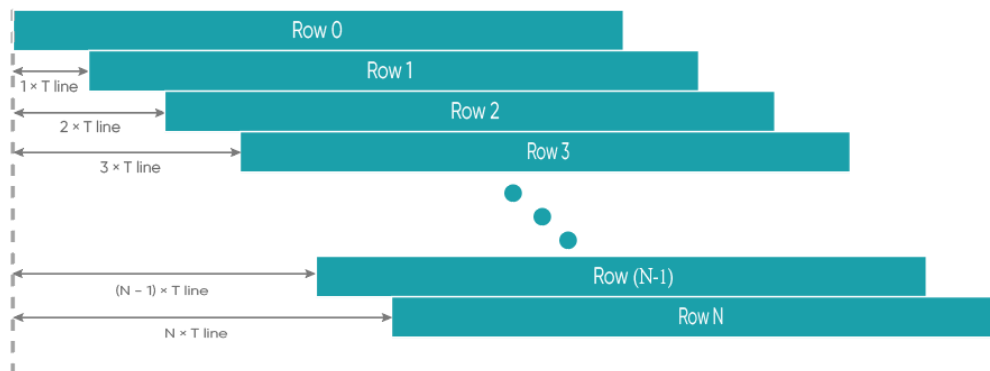 Row 0
Row 1
1 × T line
Row 2
2 × T line
Row 3
3 × T line
Row (N-1)
(N – 1) × T line
Row N
N × T line